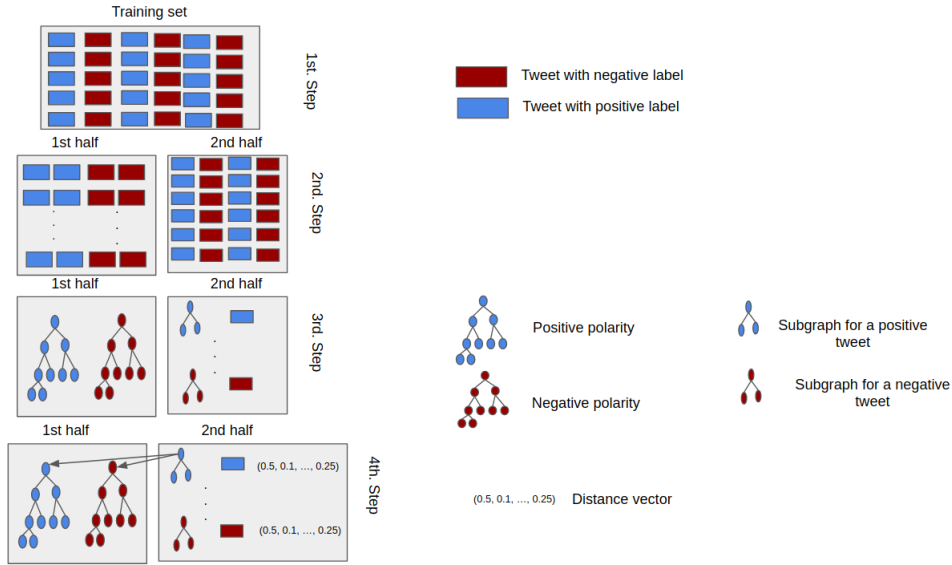 Training set
1st. Step
Tweet with negative label
Tweet with positive label
1st half
2nd half
2nd. Step
1st half
2nd half
3rd. Step
Positive polarity
Subgraph for a positive
tweet
Negative polarity
Subgraph for a negative
tweet
1st half
2nd half
4th. Step
(0.5, 0.1, ..., 0.25)
(0.5, 0.1, ..., 0.25)
(0.5, 0.1, ..., 0.25)
Distance vector